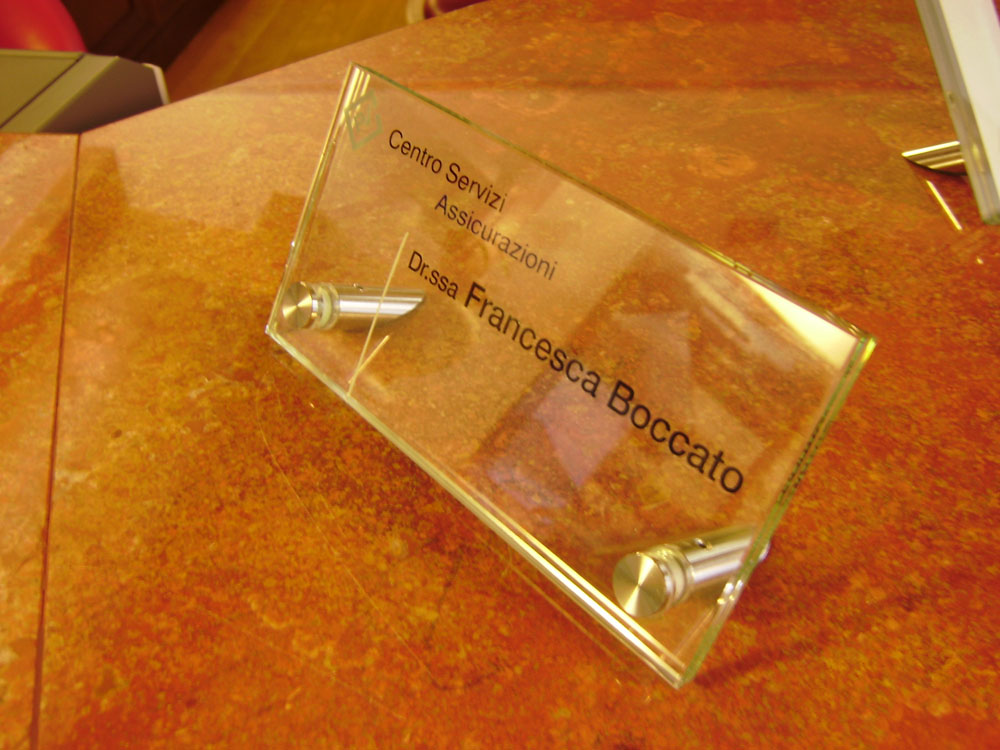 Centro Servizi
Assicurazioni
Dr.ssa Francesca Boccato